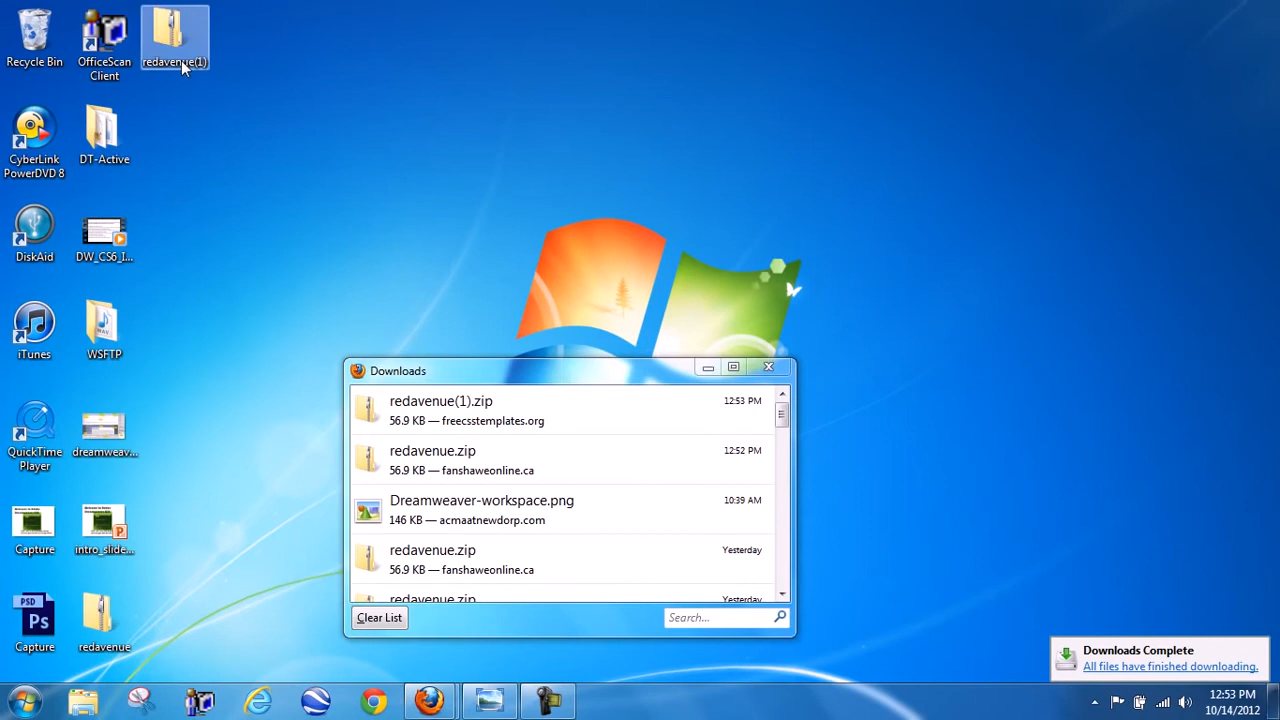 Recycle Bin
OfficeScan
Client
redavenue(1)
CyberLink
PowerDVD 8
DT-Active
DiskAid
DW_CS6_I...
iTunes
WAV
WSFTP
QuickTime
Player
dreamweav...
Capture
intro_slide...
PSD
Ps
Capture
redavenue
Downloads
redavenue(1).zip 12:53 PM
56.9 KB — freecsstemplates.org
redavenue.zip 12:52 PM
56.9 KB — fanshaweonline.ca
Dreamweaver-workspace.png 10:39 AM
146 KB — acmaatnewdorp.com
redavenue.zip Yesterday
56.9 KB — fanshaweonline.ca
redavenue.zip Yesterday
Clear List
Search...
Downloads Complete
All files have finished downloading.
12:53 PM
10/14/2012